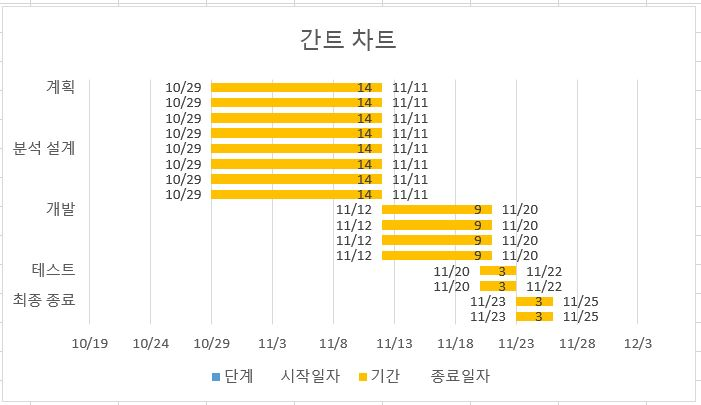 간트 차트
계획 10/29 14 11/11
10/29 14 11/11
10/29 14 11/11
10/29 14 11/11
분석 설계 10/29 14 11/11
10/29 14 11/11
10/29 14 11/11
10/29 14 11/11
개발 11/12 9 11/20
11/12 9 11/20
11/12 9 11/20
11/12 9 11/20
테스트 11/20 3 11/22
11/20 3 11/22
최종 종료 11/23 3 11/25
11/23 3 11/25
10/19 10/24 10/29 11/3 11/8 11/13 11/18 11/23 11/28 12/3
단계 시작일자 기간 종료일자